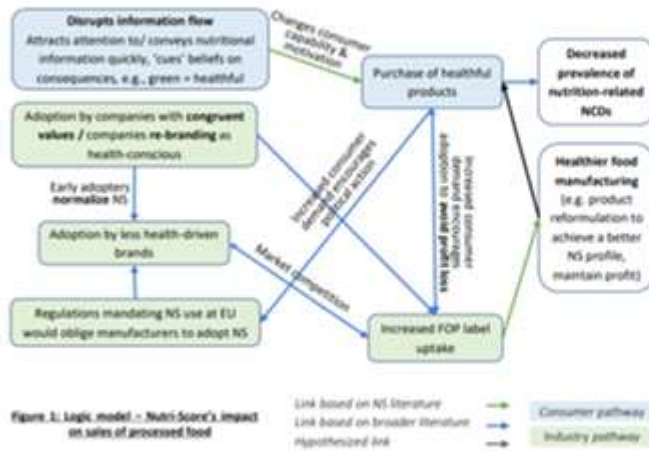 Disrupts information flow
Attracts attention to/ conveys nutritional
information quickly, 'cues' beliefs on
consequences, e.g., green = healthful
Changes consumer
capability &
motivation
Purchase of healthful
products
Decreased
prevalence of
nutrition-related
NCDs
Adoption by companies with congruent
values / companies re-branding as
health-conscious
Early adopters
normalize NS
Adoption by less health-driven
brands
Regulations mandating NS use at EU
would oblige manufacturers to adopt NS
Increased consumer
demand encourages
political action
Market competition
Increased consumer
demand encourages
adoption to avoid profit loss
Healthier food
manufacturing
(e.g. product
reformulation to
achieve a better
NS profile,
maintain profit)
Increased FOP label
uptake
Figure 1: Logic model – Nutri-Score's impact
on sales of processed food
Link based on NS literature
Link based on broader literature
Hypothesized link
Consumer pathway
Industry pathway